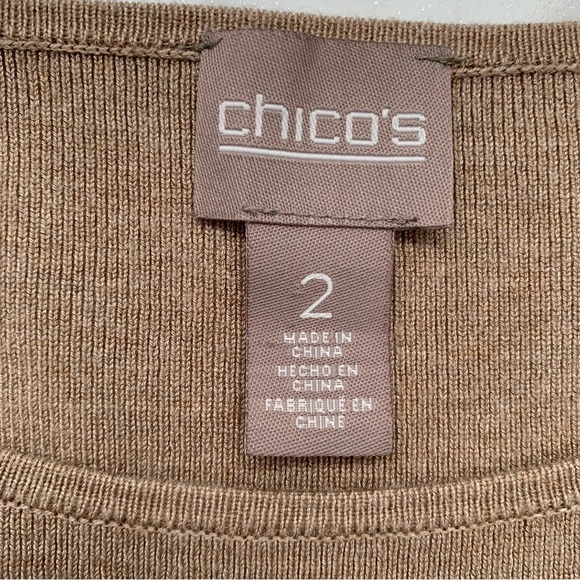 chico's
2
MADE IN
CHINA
HECHO EN
CHINA
FABRIQUÉ EN
CHINE